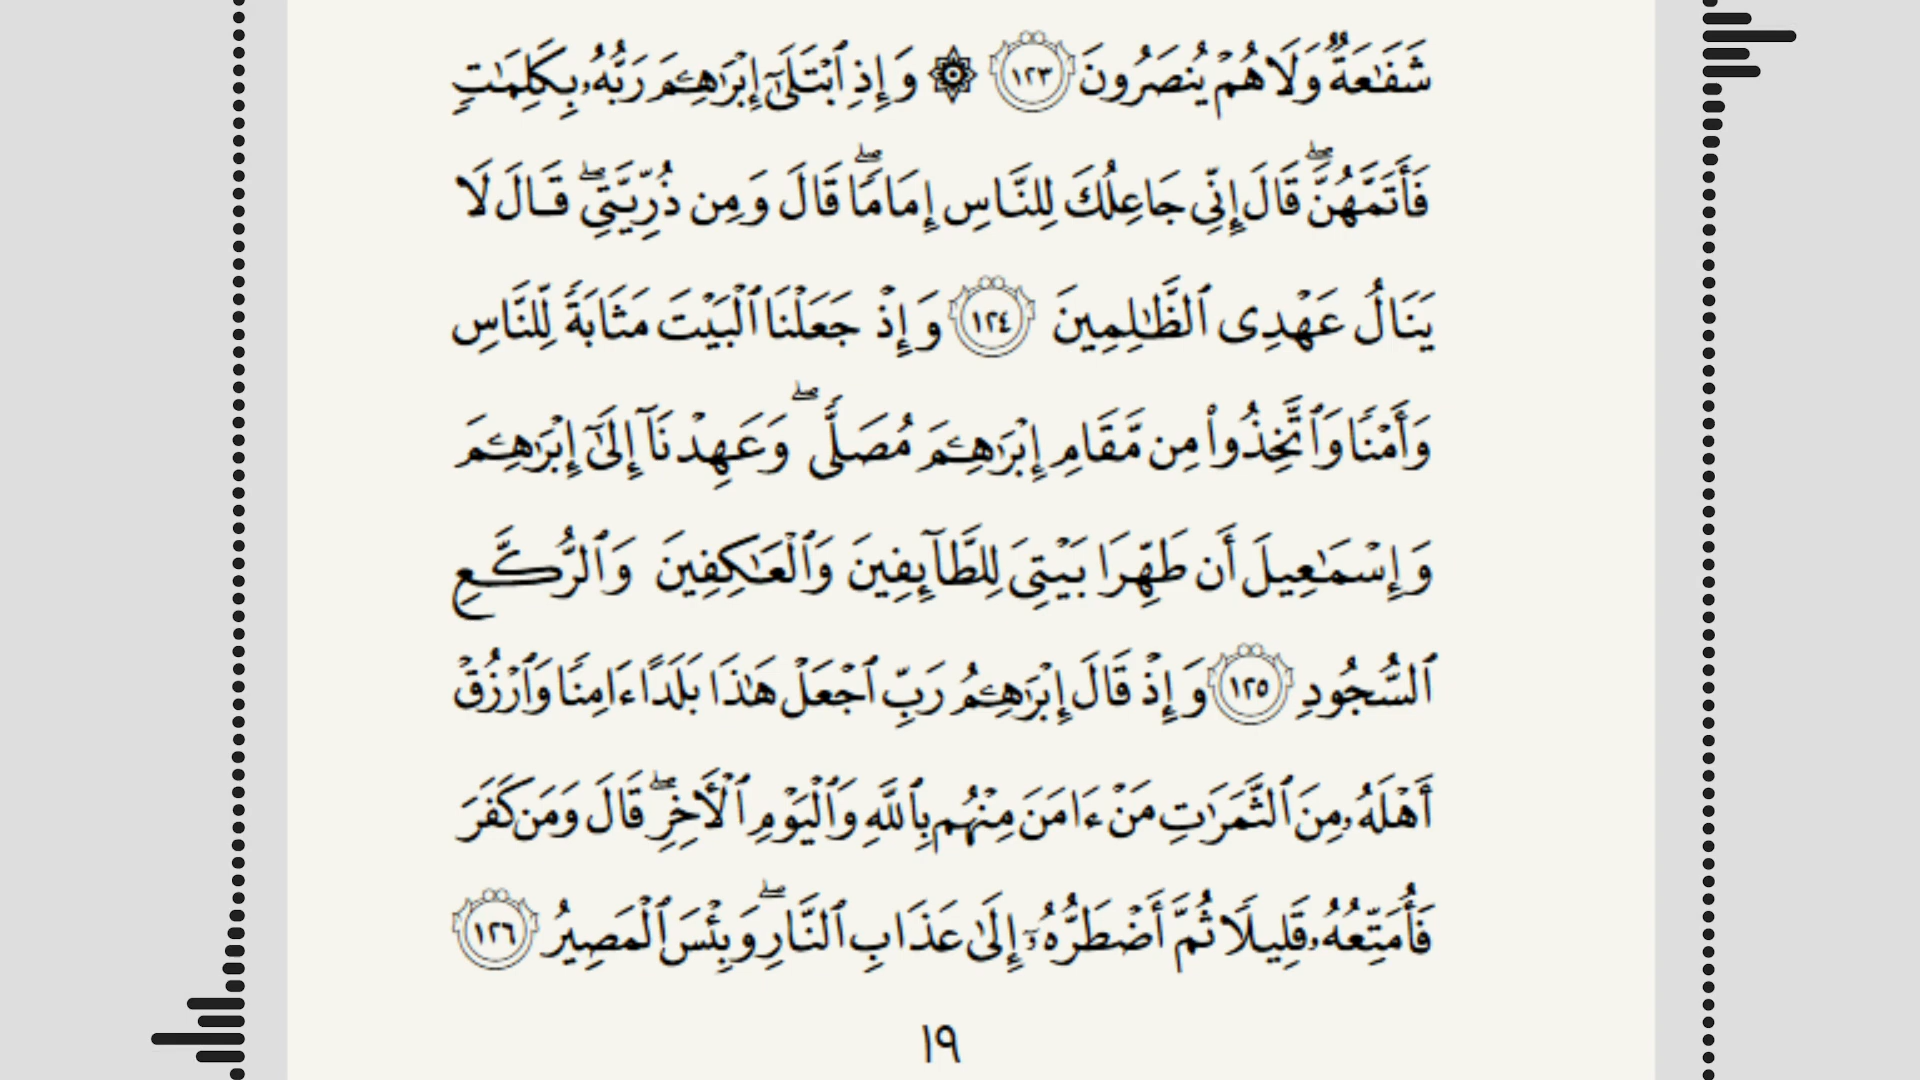 شَفَٰعَةٌ وَلَا هُمْ يُنصَرُونَ ١٢٣ ۞ وَإِذِ ٱبْتَلَىٰٓ إِبْرَٰهِـۧمَ رَبُّهُۥ بِكَلِمَٰتٍ
فَأَتَمَّهُنَّۖ قَالَ إِنِّى جَاعِلُكَ لِلنَّاسِ إِمَامًاۖ قَالَ وَمِن ذُرِّيَّتِىۖ قَالَ لَا
يَنَالُ عَهْدِى ٱلظَّٰلِمِينَ ١٢٤ وَإِذْ جَعَلْنَا ٱلْبَيْتَ مَثَابَةً لِّلنَّاسِ
وَأَمْنًا وَٱتَّخِذُوا۟ مِن مَّقَامِ إِبْرَٰهِـۧمَ مُصَلًّىۖ وَعَهِدْنَآ إِلَىٰٓ إِبْرَٰهِـۧمَ
وَإِسْمَٰعِيلَ أَن طَهِّرَا بَيْتِىَ لِلطَّآئِفِينَ وَٱلْعَٰكِفِينَ وَٱلرُّكَّعِ
ٱلسُّجُودِ ١٢٥ وَإِذْ قَالَ إِبْرَٰهِـۧمُ رَبِّ ٱجْعَلْ هَٰذَا بَلَدًا ءَامِنًا وَٱرْزُقْ
أَهْلَهُۥ مِنَ ٱلثَّمَرَٰتِ مَنْ ءَامَنَ مِنْهُم بِٱللَّهِ وَٱلْيَوْمِ ٱلْأَخِرِۖ قَالَ وَمَن كَفَرَ
فَأُمَتِّعُهُۥ قَلِيلًا ثُمَّ أَضْطَرُّهُۥٓ إِلَىٰ عَذَابِ ٱلنَّارِۖ وَبِئْسَ ٱلْمَصِيرُ ١٢٦
١٩